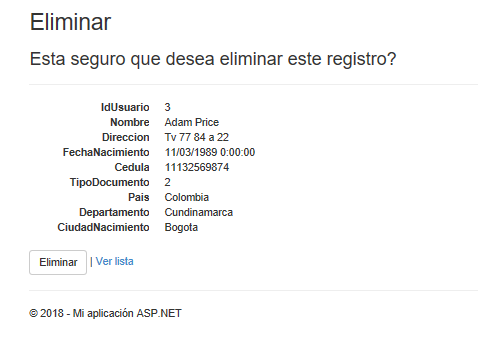 Eliminar
Esta seguro que desea eliminar este registro?
IdUsuario 3
Nombre Adam Price
Direccion Tv 77 84 a 22
FechaNacimiento 11/03/1989 0:00:00
Cedula 11132569874
TipoDocumento 2
Pais Colombia
Departamento Cundinamarca
CiudadNacimiento Bogota
Eliminar | Ver lista
© 2018 - Mi aplicación ASP.NET